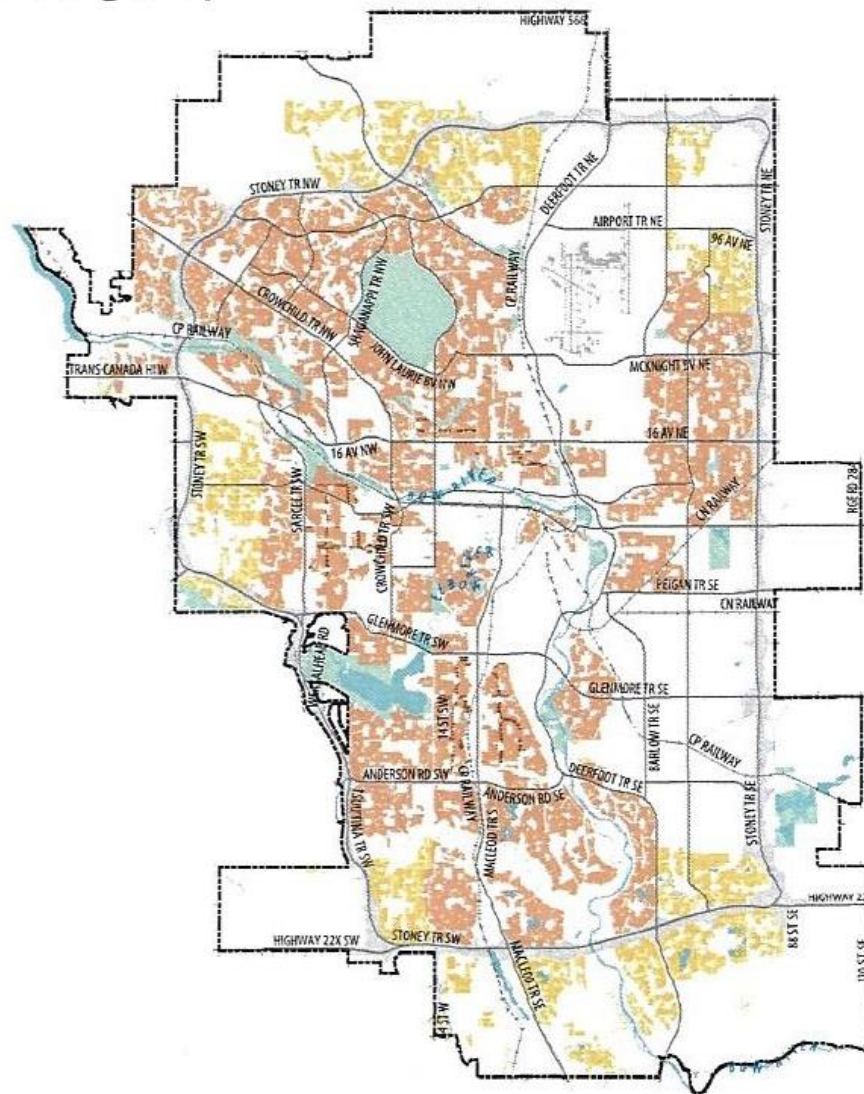 HIGHWAY 566
STONEY TR NW
DEERFOOT TR NE
STONEY TR NE
AIRPORT TR NE
96 AV NE
SHAGANAPPI TR NW
CP RAILWAY
CROWCHILD TR NW
CP RAILWAY
JOHN LAURIE BV NW
TRANS CANADA HIW
MCKNIGHT BV NE
16 AV NW
16 AV NE
STONEY TR SW
SARCEE TR SW
BOW RIVER
CN RAILWAY
RGE RD 284
CROWCHILD TR SW
ELBOW RIVER
PEIGAN TR SE
CN RAILWAY
GLENMORE TR SW
GLENMORE TR SE
14 ST SW
BARLOW TR SE
CP RAILWAY
CP RAILWAY
ANDERSON RD SW
ANDERSON RD SE
DEERFOOT TR SE
STONEY TR SE
TSUUT'INA TR SW
MACLEOD TR S
HIGHWAY 22
88 ST SE
HIGHWAY 22X SW
STONEY TR SW
MACLEOD TR SE
BOW RIVER